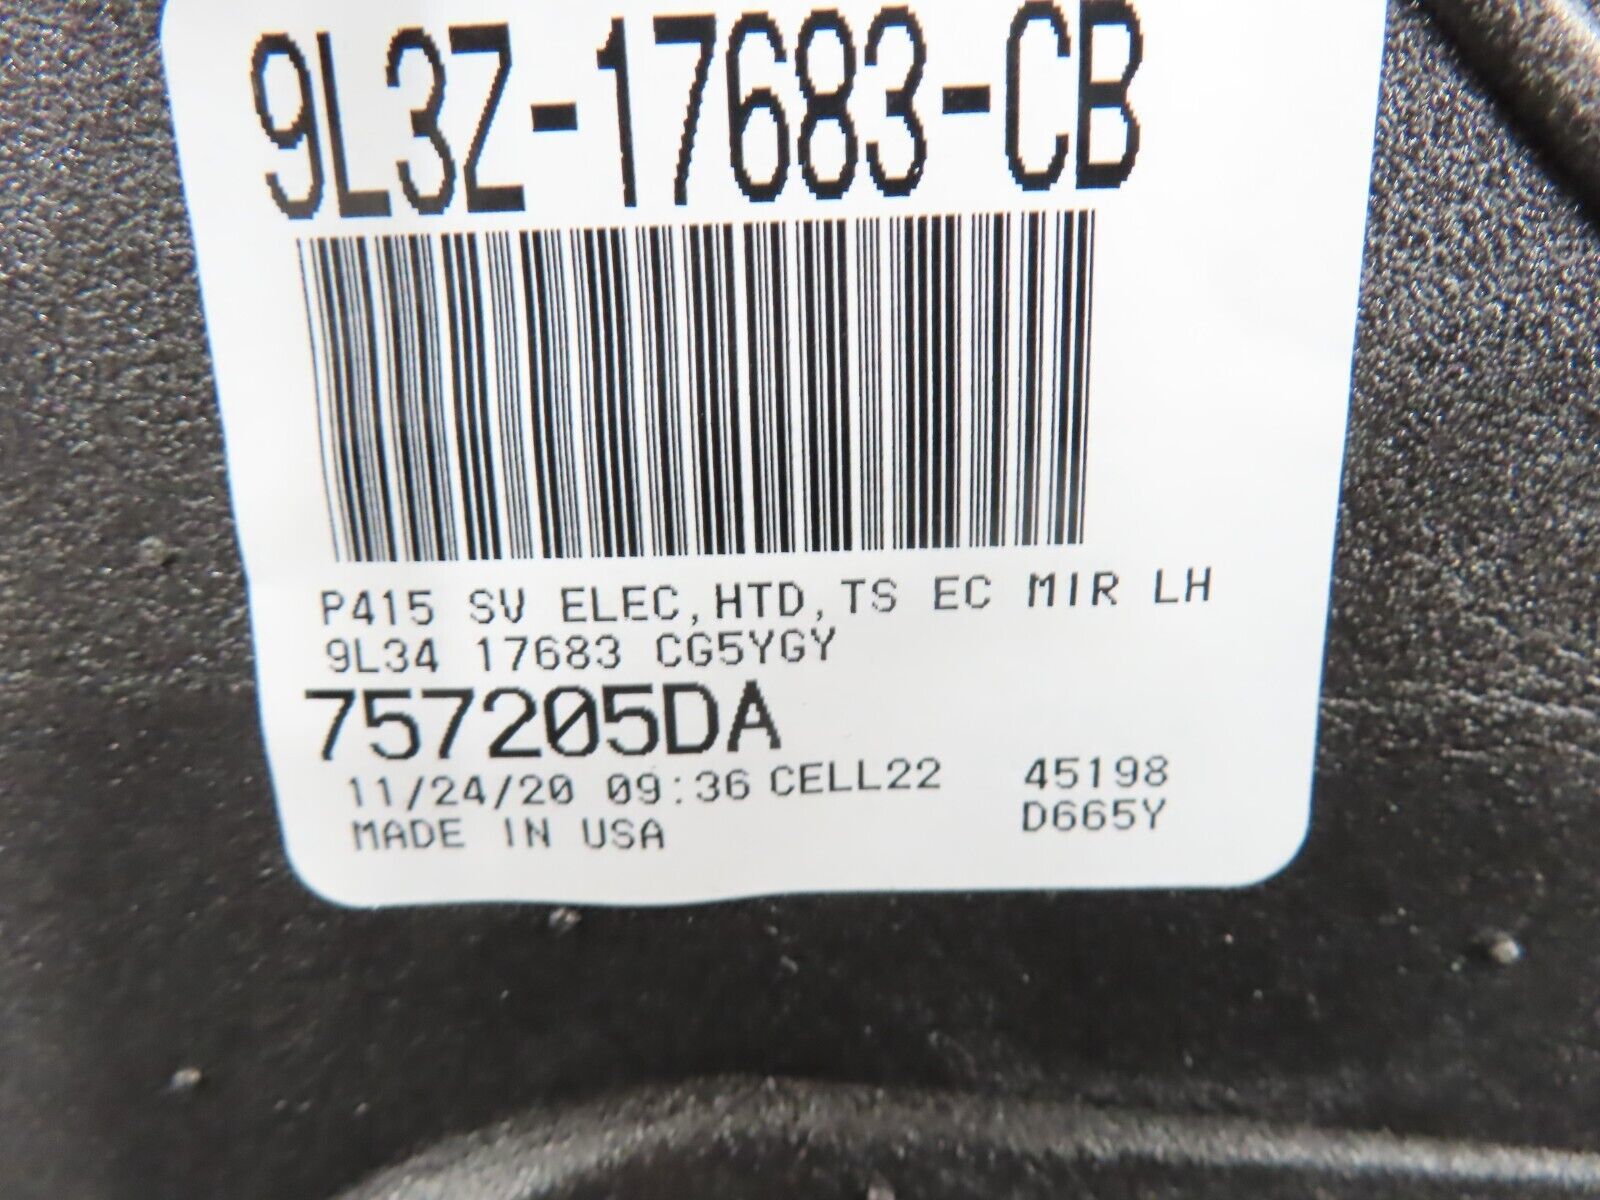 9L3Z-17683-CB
P415 SV ELEC,HTD,TS EC MIR LH
9L34 17683 CG5YGY
757205DA
11/24/20 09:36 CELL22 45198
MADE IN USA D665Y